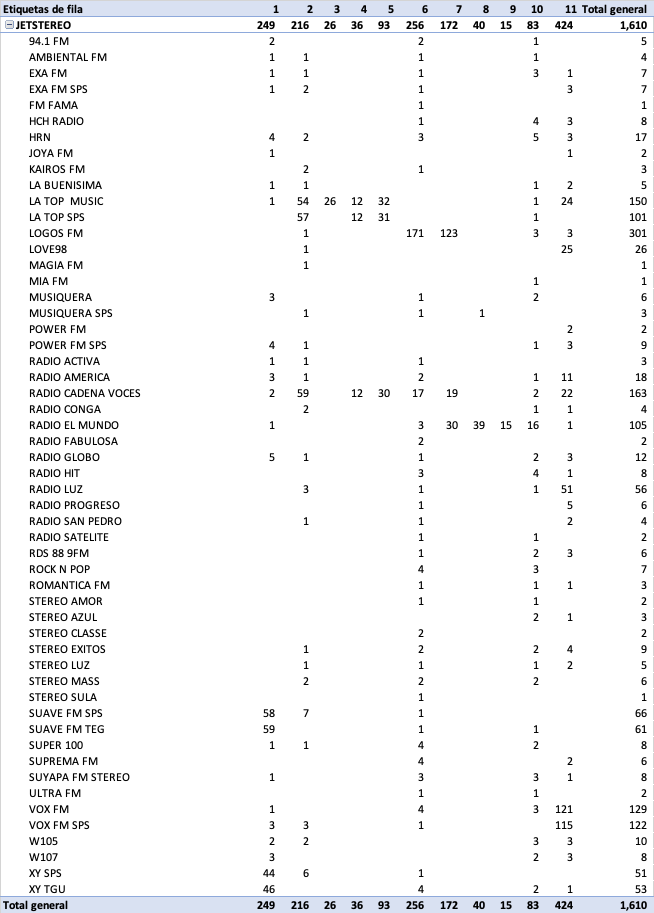 Etiquetas de fila 1 2 3 4 5 6 7 8 9 10 11 Total general
JETSTEREO 249 216 26 36 93 256 172 40 15 83 424 1,610
94.1 FM 2 2 1 5
AMBIENTAL FM 1 1 1 1 4
EXA FM 1 1 1 3 1 7
EXA FM SPS 1 2 1 3 7
FM FAMA 1 1
HCH RADIO 1 4 3 8
HRN 4 2 3 5 3 17
JOYA FM 1 1 2
KAIROS FM 2 1 3
LA BUENISIMA 1 1 1 2 5
LA TOP MUSIC 1 54 26 12 32 1 24 150
LA TOP SPS 57 12 31 1 101
LOGOS FM 1 171 123 3 3 301
LOVE98 1 25 26
MAGIA FM 1 1
MIA FM 1 1
MUSIQUERA 3 1 2 6
MUSIQUERA SPS 1 1 1 3
POWER FM 2 2
POWER FM SPS 4 1 1 3 9
RADIO ACTIVA 1 1 1 3
RADIO AMERICA 3 1 2 1 11 18
RADIO CADENA VOCES 2 59 12 30 17 19 2 22 163
RADIO CONGA 2 1 1 4
RADIO EL MUNDO 1 3 30 39 15 16 1 105
RADIO FABULOSA 2 2
RADIO GLOBO 5 1 1 2 3 12
RADIO HIT 3 4 1 8
RADIO LUZ 3 1 1 51 56
RADIO PROGRESO 1 5 6
RADIO SAN PEDRO 1 1 2 4
RADIO SATELITE 1 1 2
RDS 88 9FM 1 2 3 6
ROCK N POP 4 3 7
ROMANTICA FM 1 1 1 3
STEREO AMOR 1 1 2
STEREO AZUL 2 1 3
STEREO CLASSE 2 2
STEREO EXITOS 1 2 2 4 9
STEREO LUZ 1 1 1 2 5
STEREO MASS 2 2 2 6
STEREO SULA 1 1
SUAVE FM SPS 58 7 1 66
SUAVE FM TEG 59 1 1 61
SUPER 100 1 1 4 2 8
SUPREMA FM 4 2 6
SUYAPA FM STEREO 1 3 3 1 8
ULTRA FM 1 1 2
VOX FM 1 4 3 121 129
VOX FM SPS 3 3 1 115 122
W105 2 2 3 3 10
W107 3 2 3 8
XY SPS 44 6 1 51
XY TGU 46 4 2 1 53
Total general 249 216 26 36 93 256 172 40 15 83 424 1,610